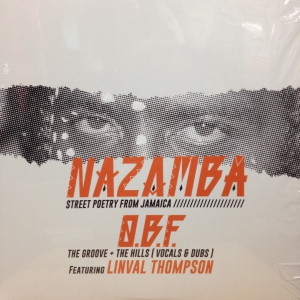 NAZAMBA
STREET POETRY FROM JAMAICA /////////////////////
O.B.F.
THE GROOVE + THE HILLS ( VOCALS & DUBS )
FEATURING LINVAL THOMPSON